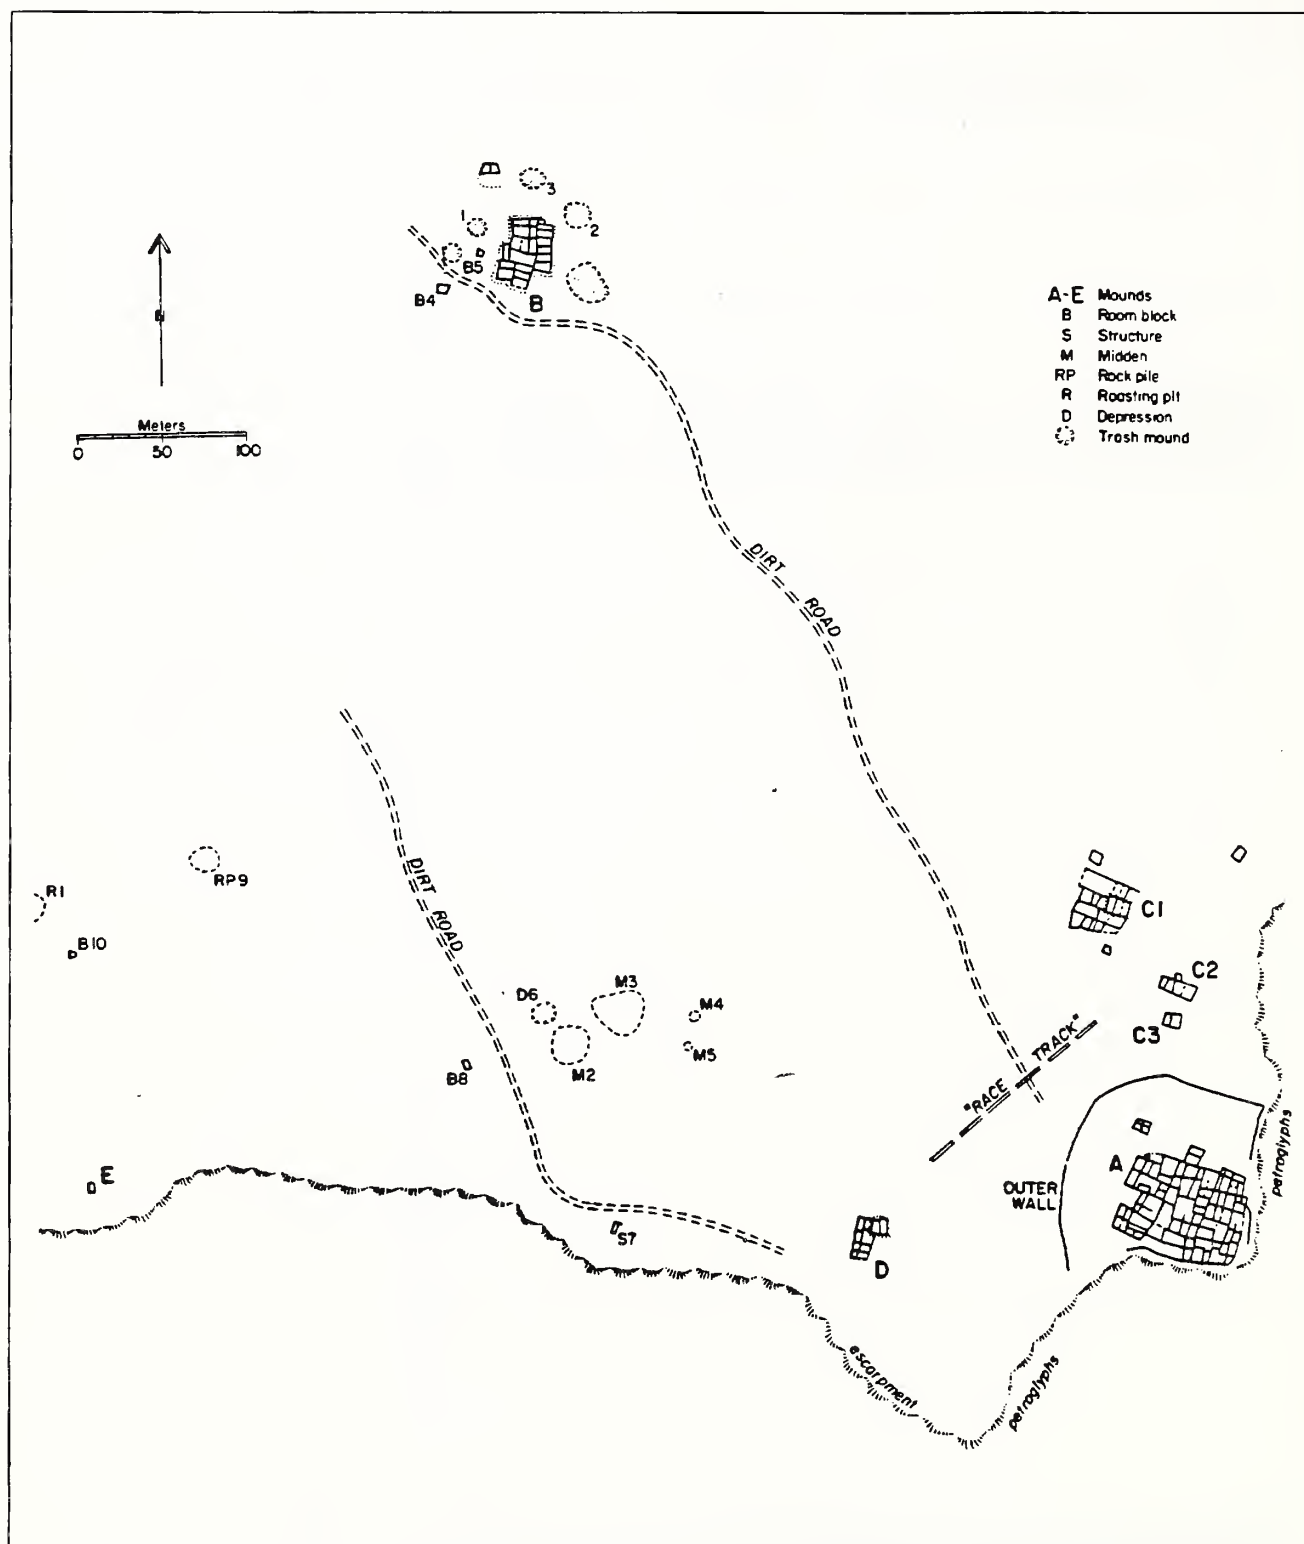 3
1
2
B5
B4
B
A-E Mounds
B Room block
S Structure
M Midden
RP Rock pile
R Roasting pit
D Depression
Trash mound
Meters
0 50 100
DIRT ROAD
R1
RP9
B10
DIRT ROAD
C1
C2
C3
D6
M3
M4
M2
M5
B8
"RACE TRACK"
E
A
OUTER
WALL
petroglyphs
S7
D
escarpment
petroglyphs